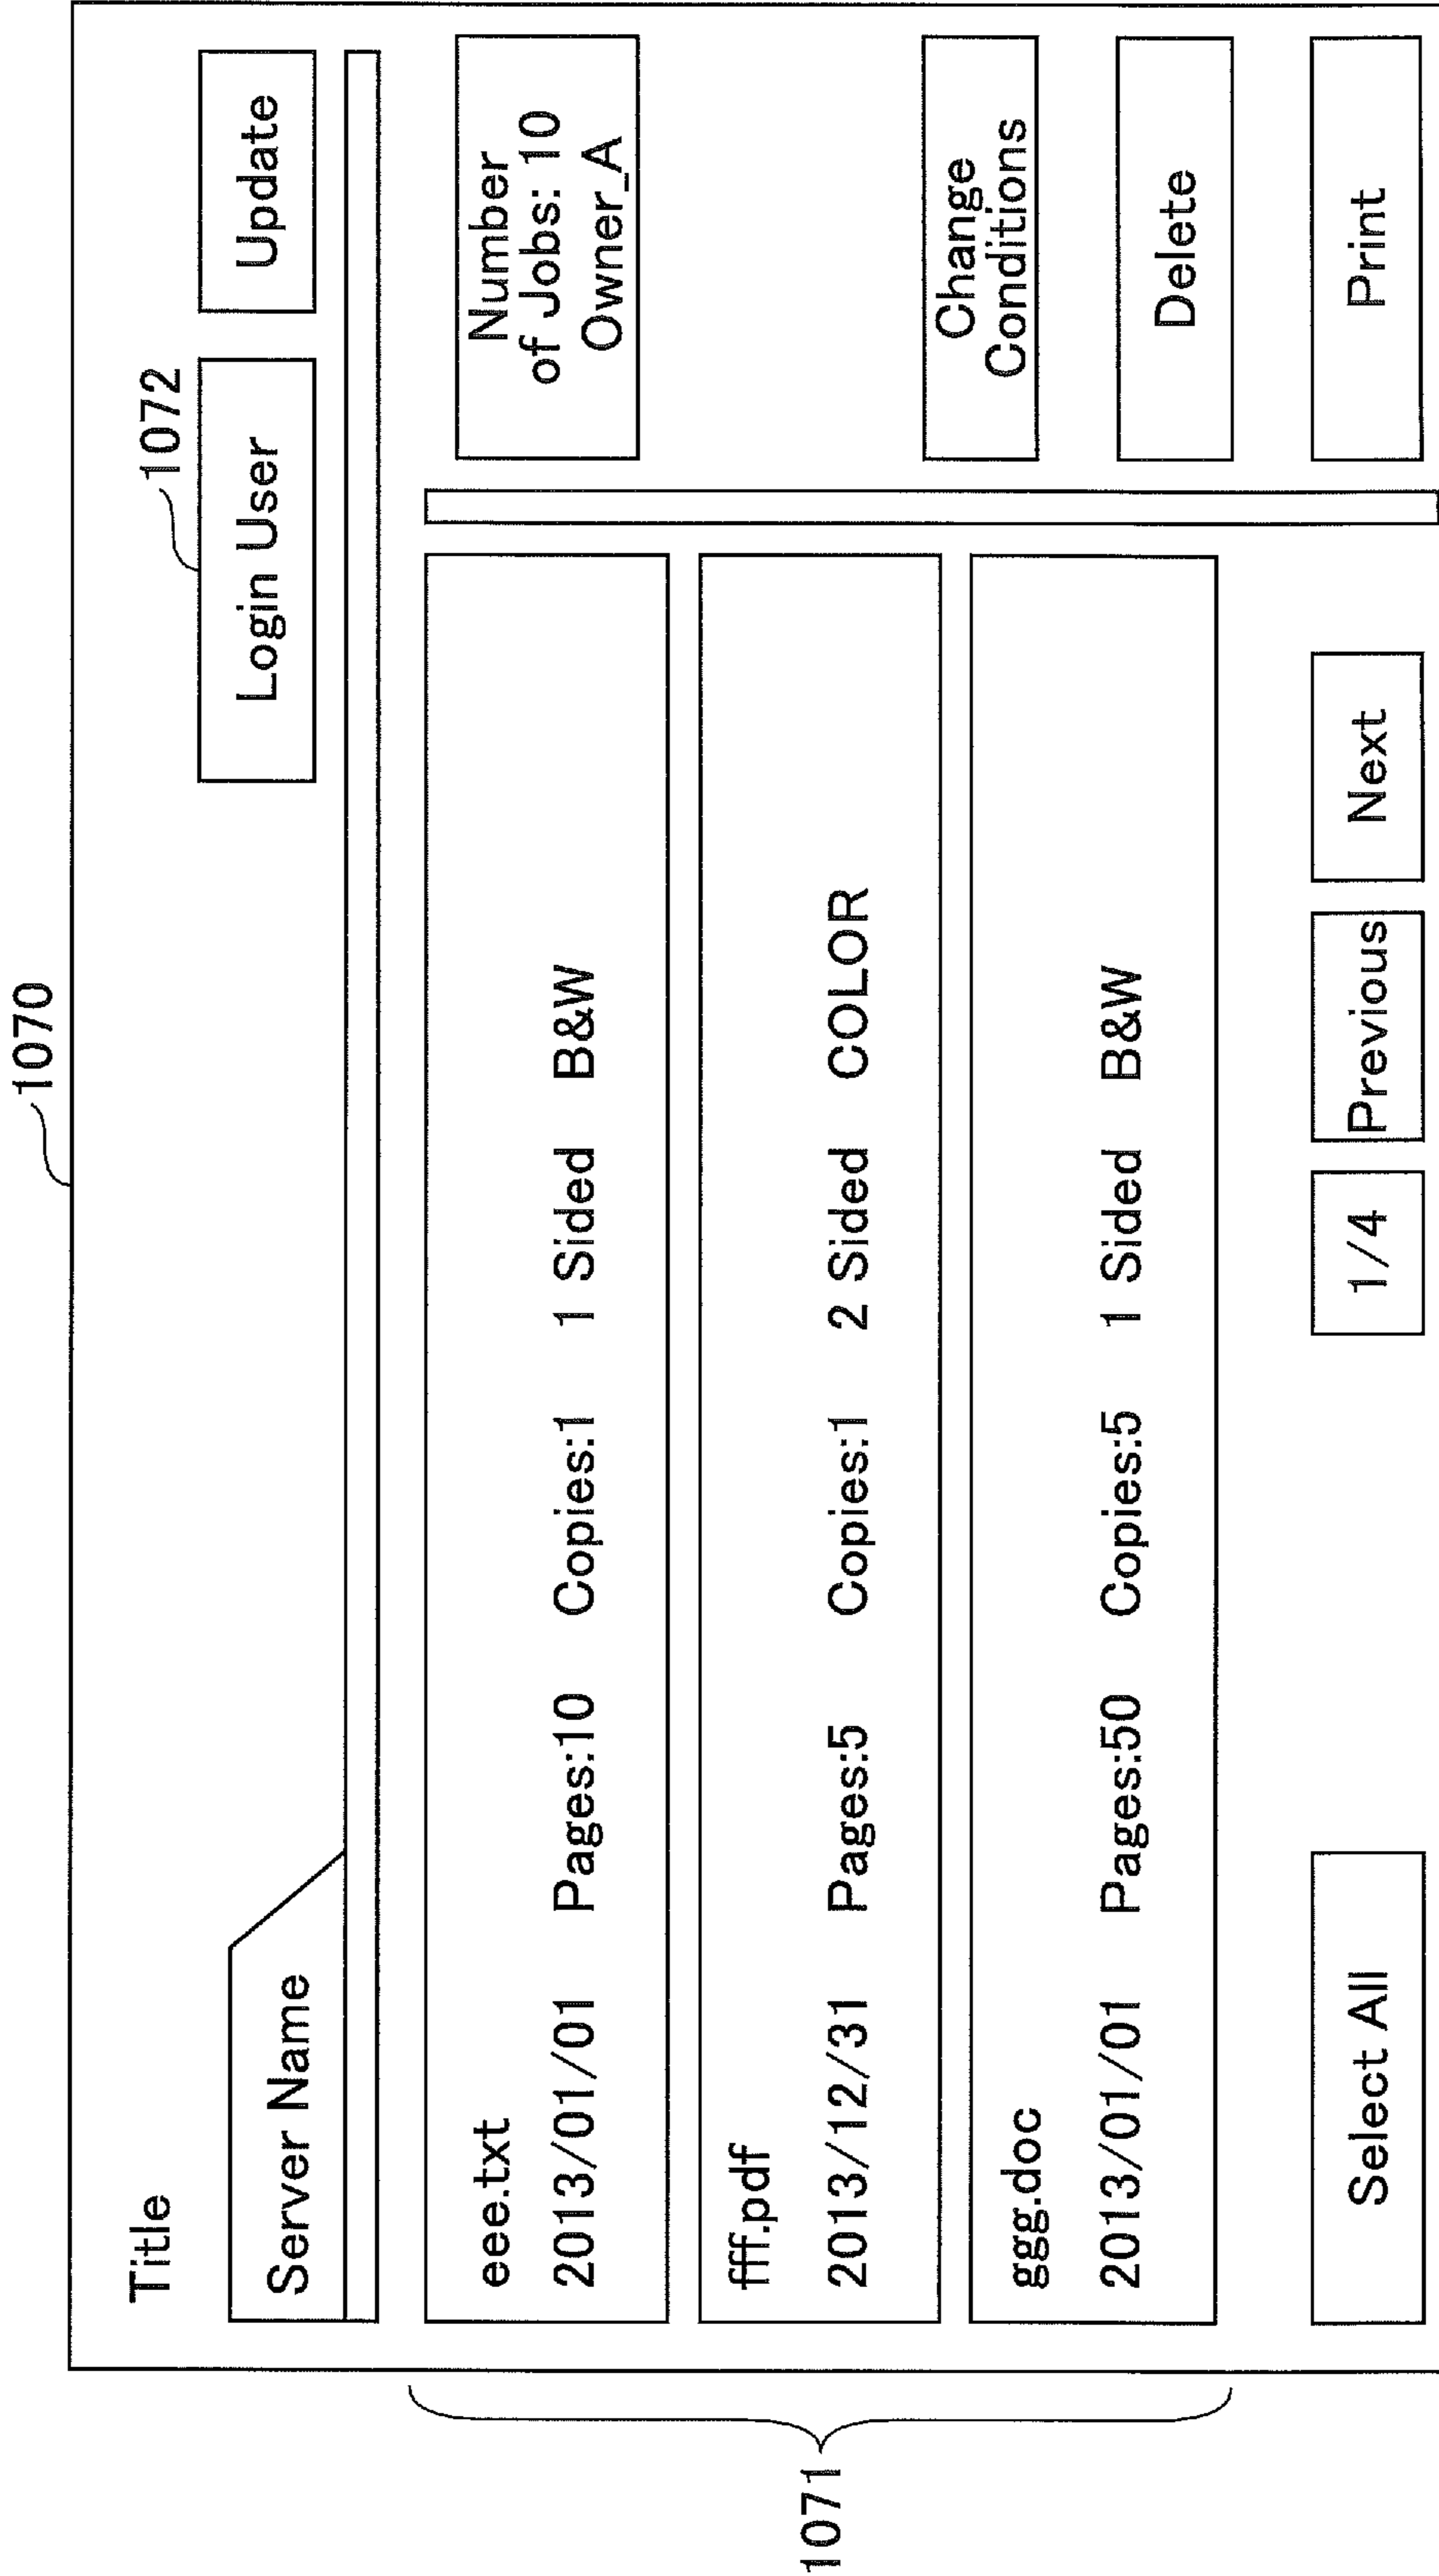 1070
Title
1072
Server Name
Login User
Update
1071
eee.txt
2013/01/01 Pages:10 Copies:1 1 Sided B&W
fff.pdf
2013/12/31 Pages:5 Copies:1 2 Sided COLOR
ggg.doc
2013/01/01 Pages:50 Copies:5 1 Sided B&W
Number
of Jobs: 10
Owner_A
Change
Conditions
Delete
Select All
1/4
Previous
Next
Print